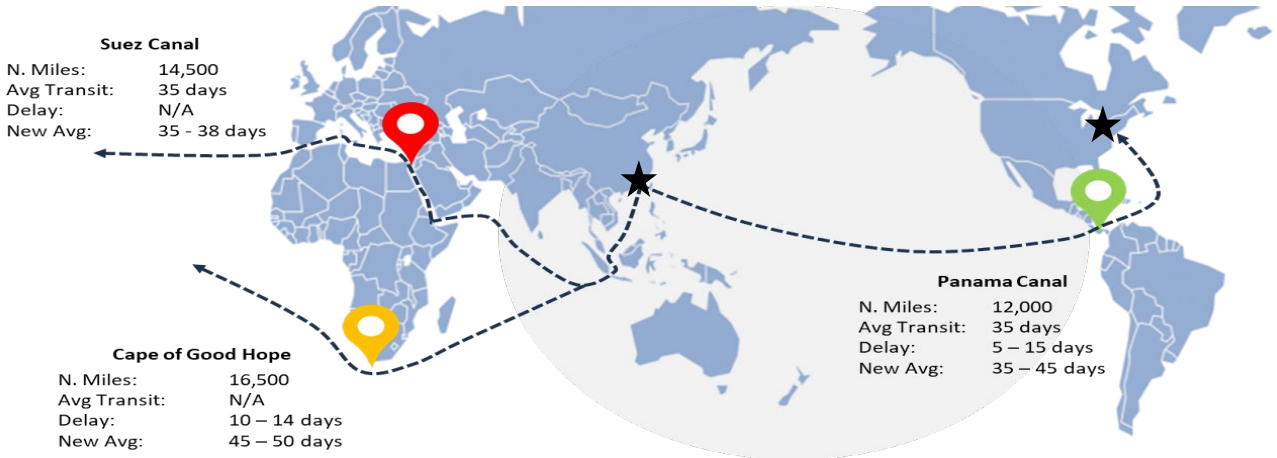 Suez Canal
N. Miles: 14,500
Avg Transit: 35 days
Delay: N/A
New Avg: 35 - 38 days
Cape of Good Hope
N. Miles: 16,500
Avg Transit: N/A
Delay: 10 – 14 days
New Avg: 45 – 50 days
Panama Canal
N. Miles: 12,000
Avg Transit: 35 days
Delay: 5 – 15 days
New Avg: 35 – 45 days